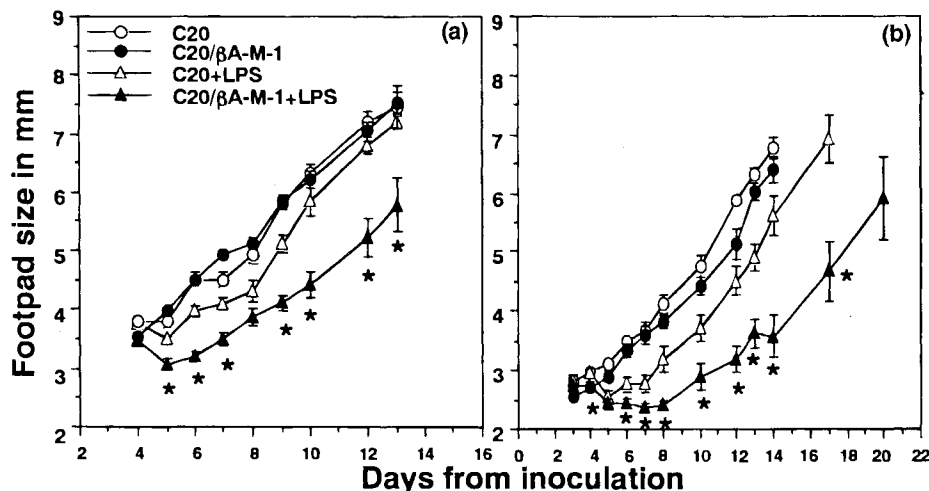 (a)
C20
C20/βA-M-1
C20+LPS
C20/βA-M-1+LPS
9
8
7
6
5
4
3
2
2 4 6 8 10 12 14 16
(b)
9
8
7
6
5
4
3
2
0 2 4 6 8 10 12 14 16 18 20 22
Footpad size in mm
Days from inoculation